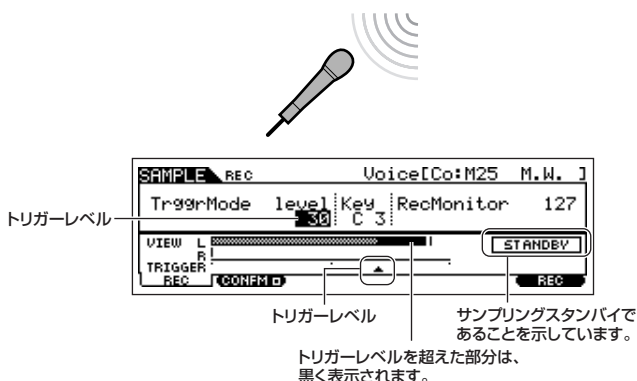 SAMPLE REC Voice[Co:M25 M.W. ]
TrggrMode level Key RecMonitor 127
30 C 3
トリガーレベル
VIEW L
R
STANDBY
TRIGGER
REC CONFM REC
トリガーレベル
サンプリングスタンバイで
あることを示しています。
トリガーレベルを超えた部分は、
黒く表示されます。